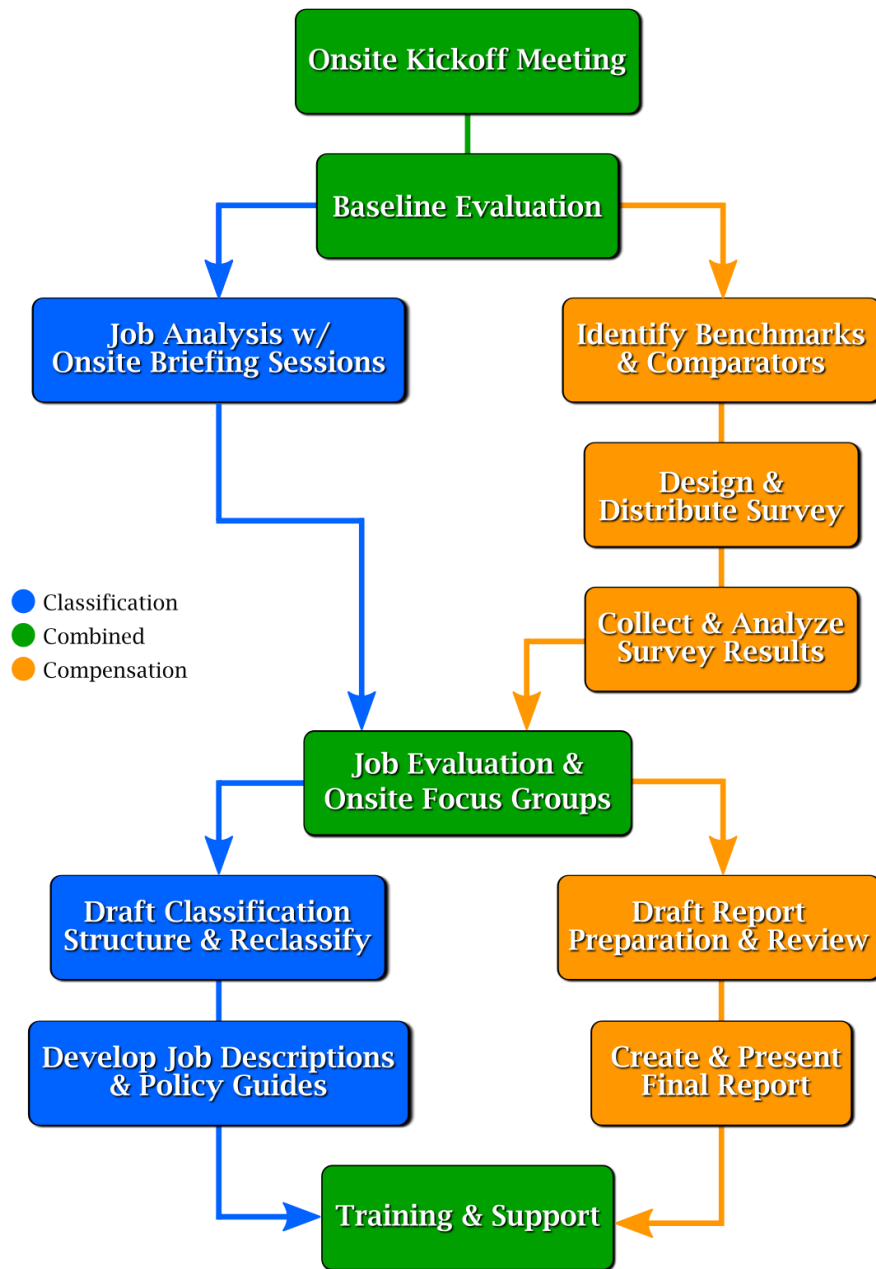 Onsite Kickoff Meeting
Baseline Evaluation
Job Analysis w/
Onsite Briefing Sessions
Identify Benchmarks
& Comparators
Design &
Distribute Survey
Collect & Analyze
Survey Results
Classification
Combined
Compensation
Job Evaluation &
Onsite Focus Groups
Draft Classification
Structure & Reclassify
Draft Report
Preparation & Review
Develop Job Descriptions
& Policy Guides
Create & Present
Final Report
Training & Support